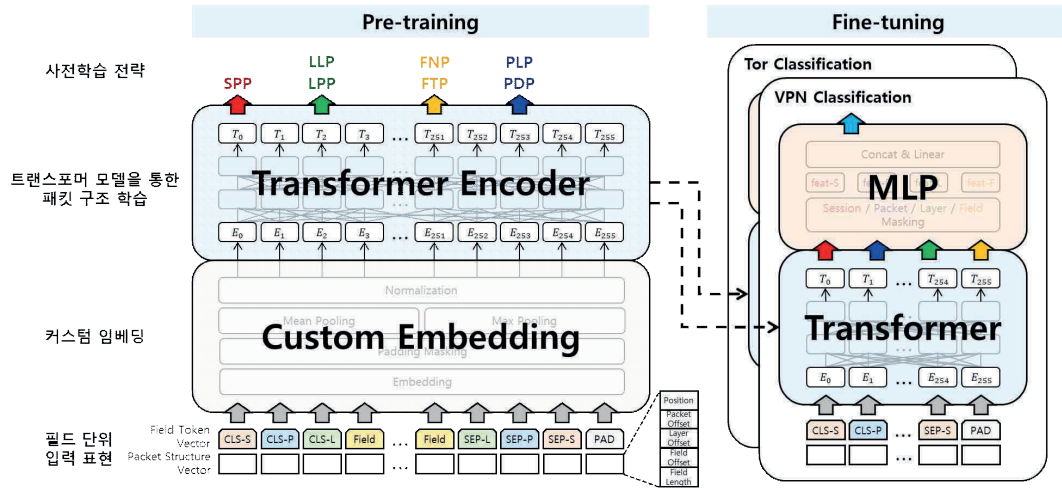 Pre-training
Fine-tuning
사전학습 전략
SPP
LLP
LPP
FNP
FTP
PLP
PDP
트랜스포머 모델을 통한
패킷 구조 학습
T0 T1 T2 T3 ... T251 T252 T253 T254 T255
Transformer Encoder
E0 E1 E2 E3 ... E251 E252 E253 E254 E255
커스텀 임베딩
Normalization
Mean Pooling Max Pooling
Custom Embedding
Padding Masking
Embedding
필드 단위
입력 표현
Field Token
Vector
CLS-S CLS-P CLS-L Field ... Field SEP-L SEP-P SEP-S PAD
Packet Structure
Vector
...
Position
Packet
Offset
Layer
Offset
Field
Offset
Field
Length
Tor Classification
VPN Classification
Concat & Linear
feat-S feat-F
MLP
Session / Packet / Layer / Field
Masking
T0 T1 ... T254 T255
Transformer
E0 E1 ... E254 E255
CLS-S CLS-P ... SEP-S PAD
...